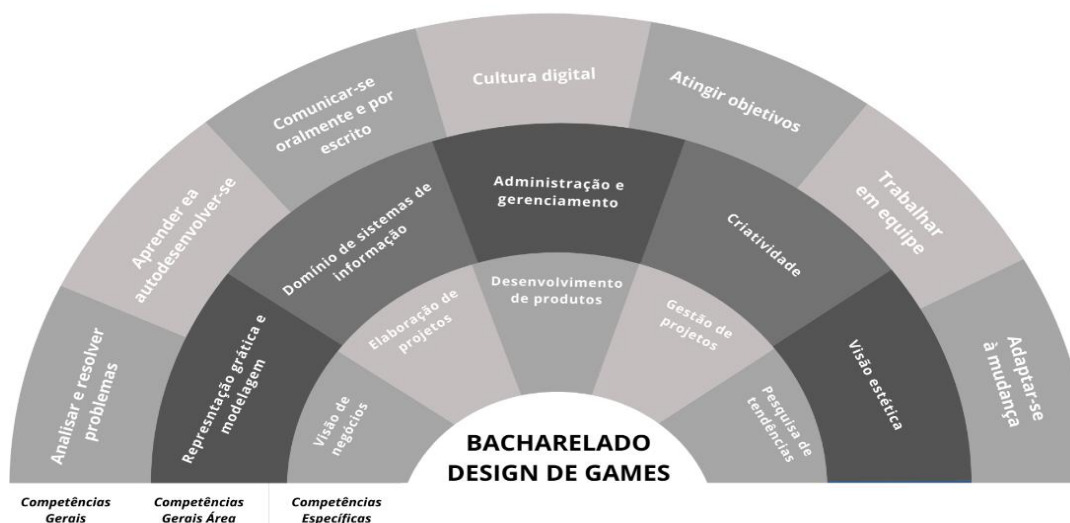 Analisar e resolver
problemas
Aprender ea
autodesenvolver-se
Comunicar-se
oralmente e por
escrito
Cultura digital
Atingir objetivos
Trabalhar
em equipe
Adaptar-se
à mudança
Represntação grática e
modelagem
Domínio de sistemas de
informação
Administração e
gerenciamento
Criatividade
Visão estética
Visão de
negócios
Elaboração de
projetos
Desenvolvimento
de produtos
Gestão de
projetos
Pesquisa de
tendências
BACHARELADO
DESIGN DE GAMES
Competências
Gerais
Competências
Gerais Área
Competências
Específicas